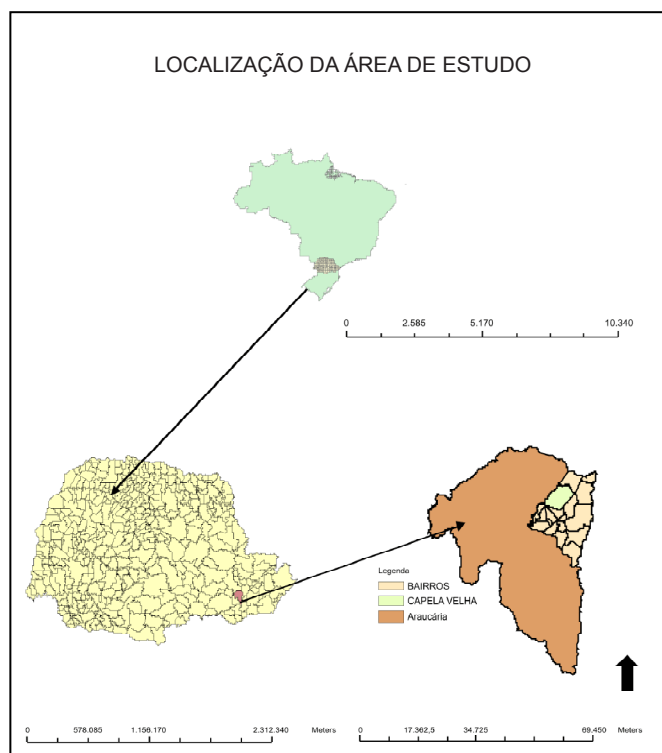 LOCALIZAÇÃO DA ÁREA DE ESTUDO
0 2.585 5.170 10.340
Legenda
BAIRROS
CAPELA VELHA
Araucária
0 578.085 1.156.170 2.312.340 Meters
0 17.362,5 34.725 69.450 Meters